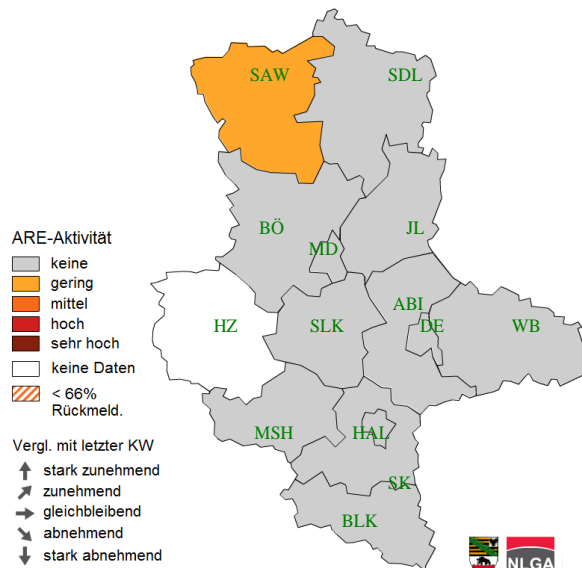 SAW
SDL
BÖ
MD
JL
ABI
DE
WB
HZ
SLK
MSH
HAL
SK
BLK
ARE-Aktivität
keine
gering
mittel
hoch
sehr hoch
keine Daten
< 66%
Rückmeld.
Vergl. mit letzter KW
stark zunehmend
zunehmend
gleichbleibend
abnehmend
stark abnehmend
NLGA